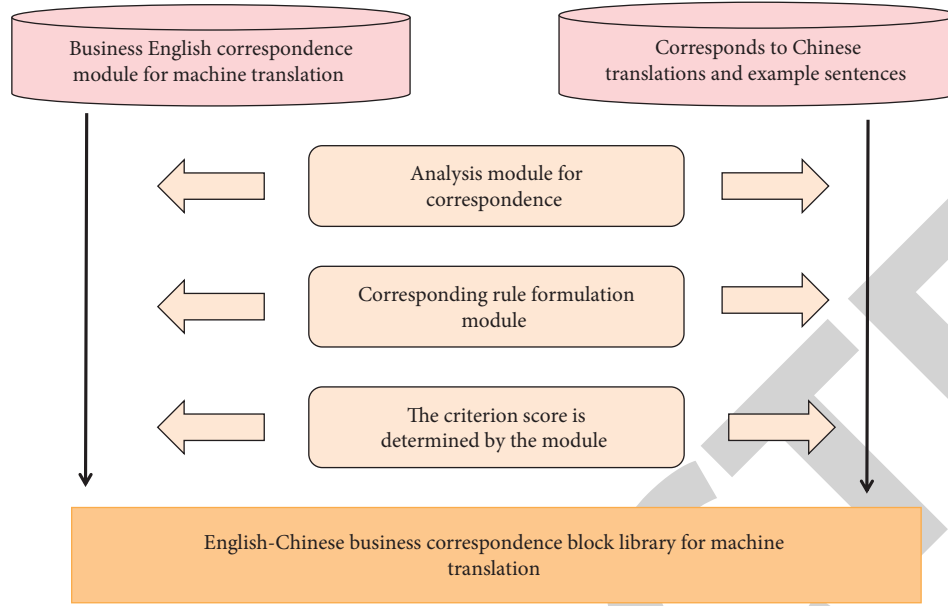 Business English correspondence
module for machine translation
Corresponds to Chinese
translations and example sentences
Analysis module for
correspondence
Corresponding rule formulation
module
The criterion score is
determined by the module
English-Chinese business correspondence block library for machine
translation